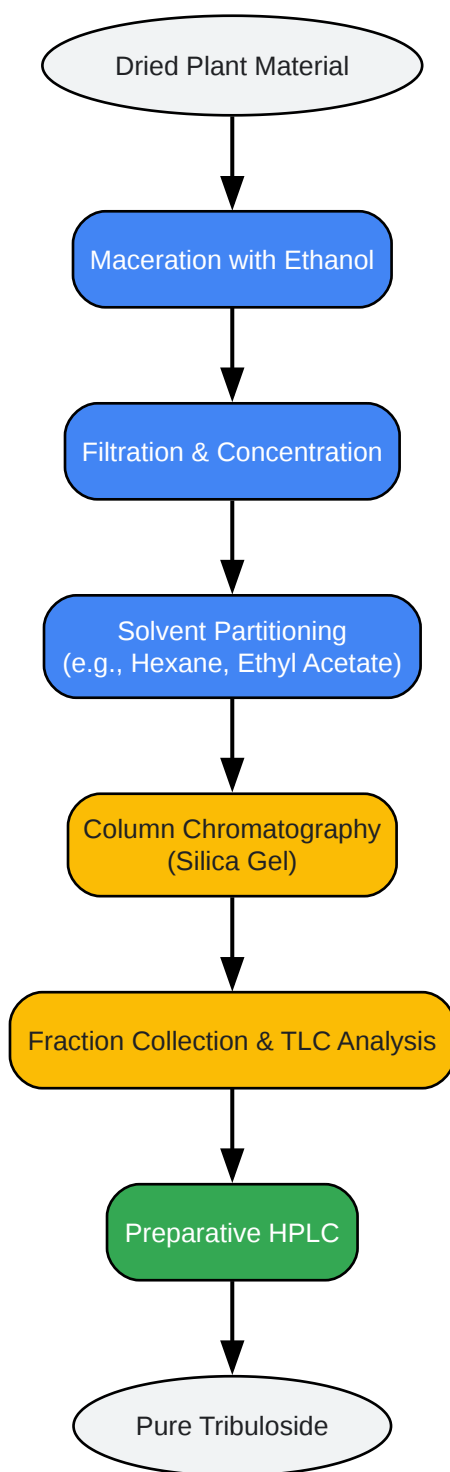 Dried Plant Material
Maceration with Ethanol
Filtration & Concentration
Solvent Partitioning
(e.g., Hexane, Ethyl Acetate)
Column Chromatography
(Silica Gel)
Fraction Collection & TLC Analysis
Preparative HPLC
Pure Tribuloside